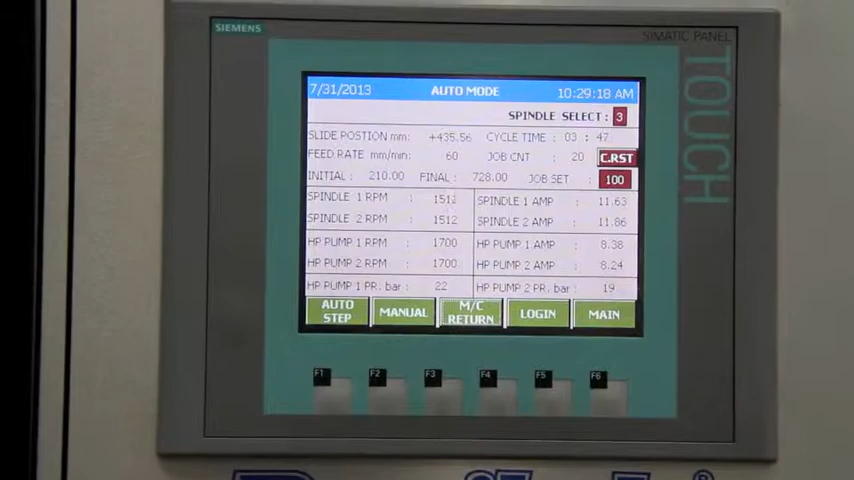 SIEMENS
SIMATIC PANEL
TOUCH
7/31/2013 AUTO MODE 10:29:18 AM
SPINDLE SELECT : 3
SLIDE POSTION mm: +435.56 CYCLE TIME : 03 : 47
FEED RATE mm/min: 60 JOB CNT : 20 C.RST
INITIAL : 210.00 FINAL : 728.00 JOB SET : 100
SPINDLE 1 RPM : 1512 SPINDLE 1 AMP : 11.63
SPINDLE 2 RPM : 1512 SPINDLE 2 AMP : 11.86
HP PUMP 1 RPM : 1700 HP PUMP 1 AMP : 8.38
HP PUMP 2 RPM : 1700 HP PUMP 2 AMP : 8.24
HP PUMP 1 PR. bar : 22 HP PUMP 2 PR. bar : 19
AUTO STEP MANUAL M/C RETURN LOGIN MAIN
F1 F2 F3 F4 F5 F6